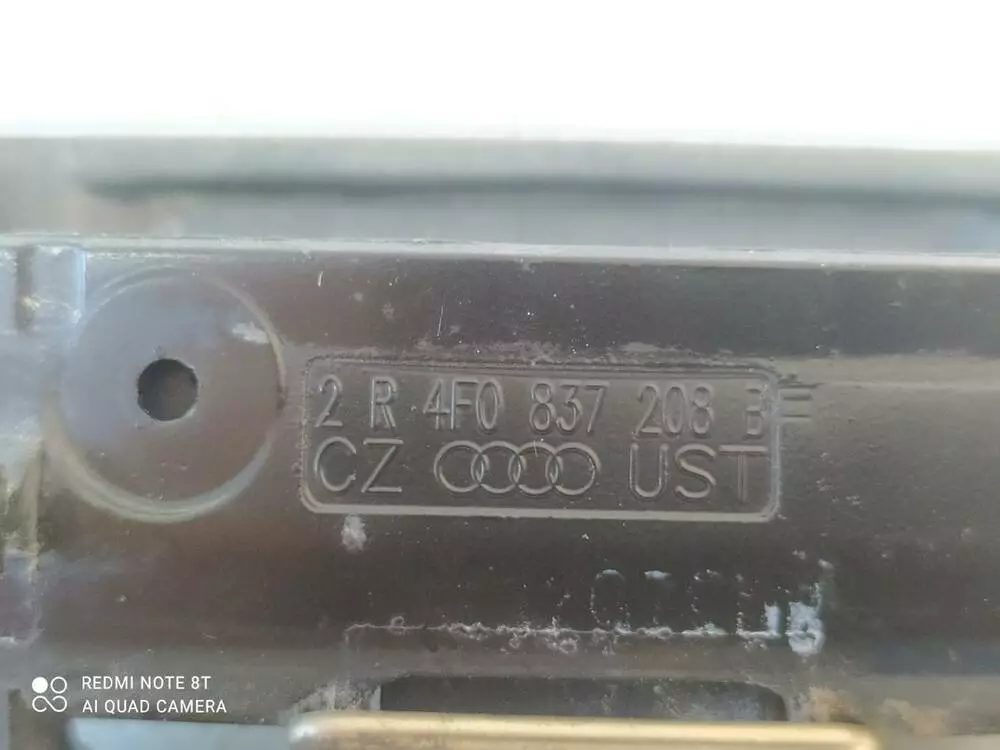 2 R 4F0 837 208 B
CZ UST
REDMI NOTE 8T
AI QUAD CAMERA